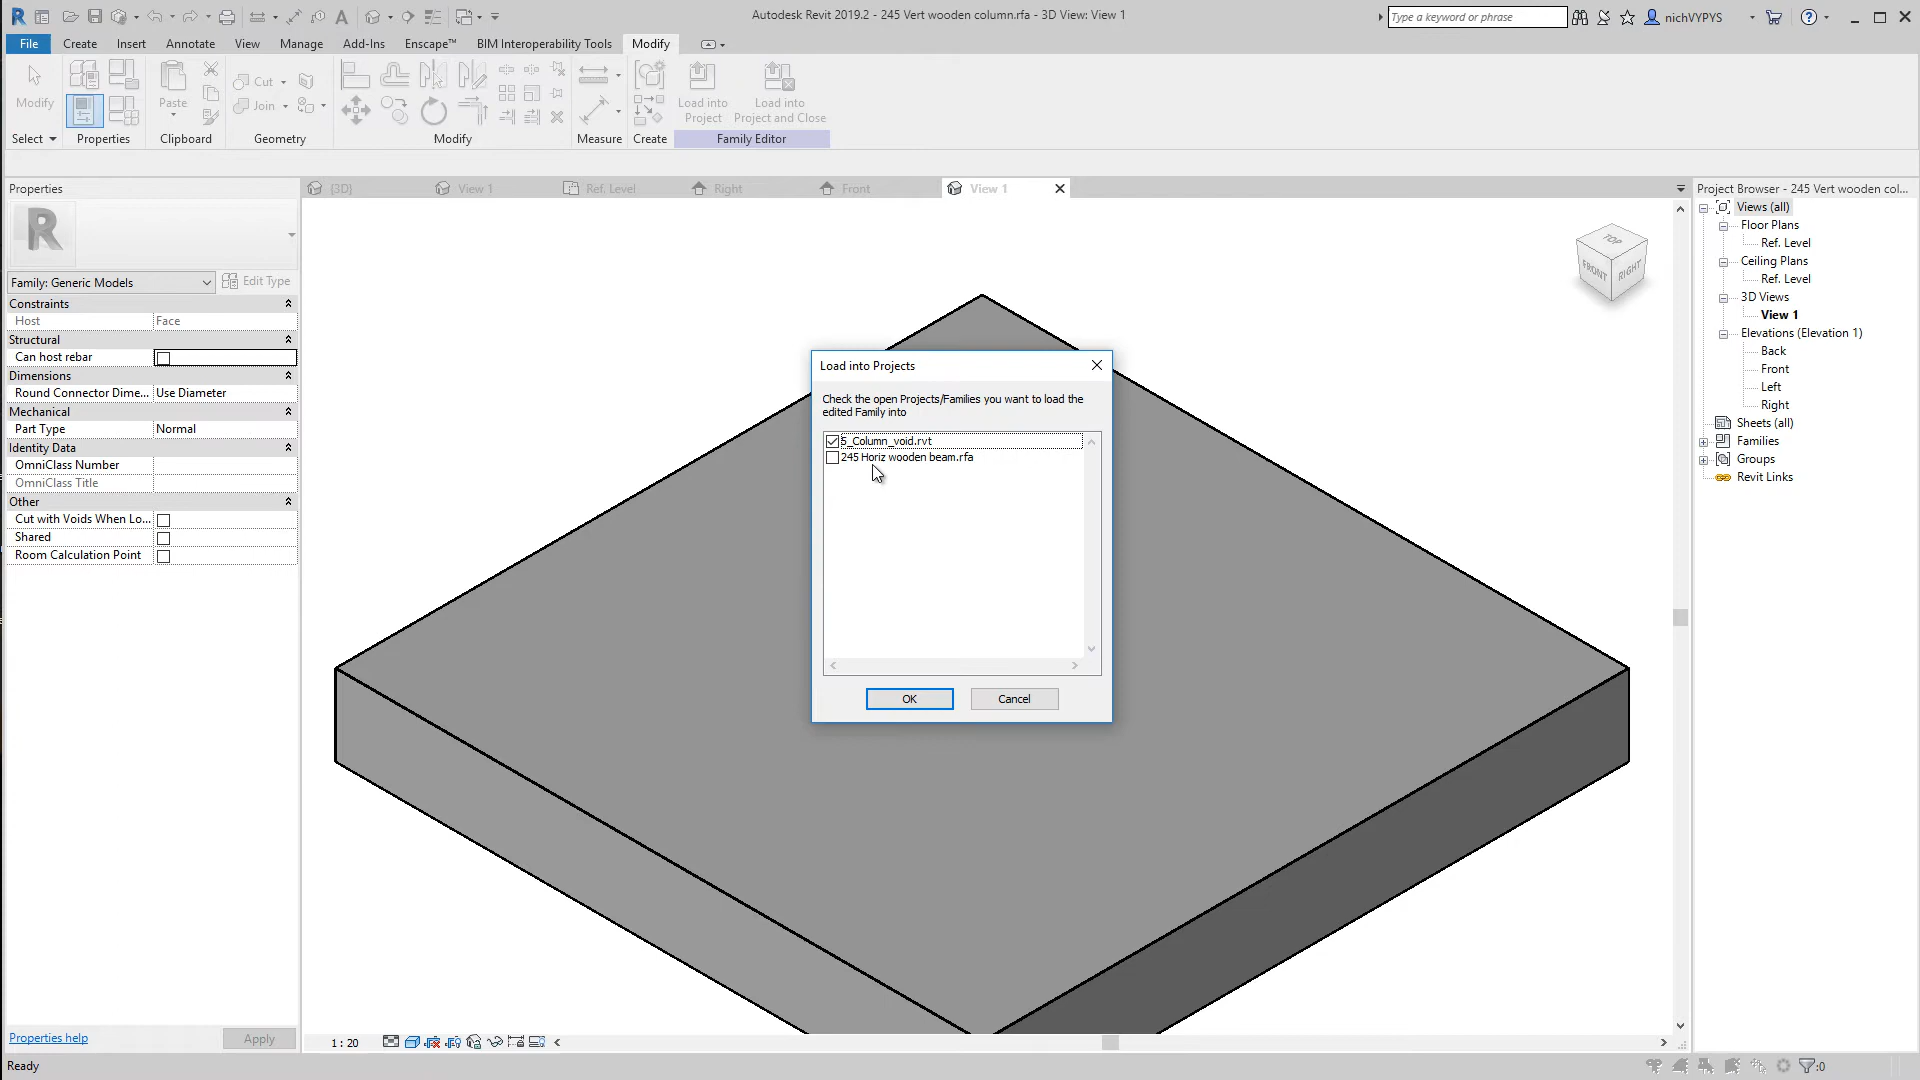 Autodesk Revit 2019.2 - 245 Vert wooden column.rfa - 3D View: View 1
Type a keyword or phrase
nichVYPYS
File Create Insert Annotate View Manage Add-Ins Enscape™ BIM Interoperability Tools Modify
Modify
Paste
Cut
Join
Load into Project
Load into Project and Close
Select Properties Clipboard Geometry Modify Measure Create Family Editor
Properties
{3D} View 1 Ref. Level Right Front View 1
Project Browser - 245 Vert wooden col...
Family: Generic Models
Edit Type
Constraints
Host Face
Structural
Can host rebar
Dimensions
Round Connector Dime... Use Diameter
Mechanical
Part Type Normal
Identity Data
OmniClass Number
OmniClass Title
Other
Cut with Voids When Lo...
Shared
Room Calculation Point
Properties help
Apply
TOP
FRONT
RIGHT
Load into Projects
Check the open Projects/Families you want to load the
edited Family into
5_Column_void.rvt
245 Horiz wooden beam.rfa
OK
Cancel
Views (all)
Floor Plans
Ref. Level
Ceiling Plans
Ref. Level
3D Views
View 1
Elevations (Elevation 1)
Back
Front
Left
Right
Sheets (all)
Families
Groups
Revit Links
1 : 20
Ready
:0